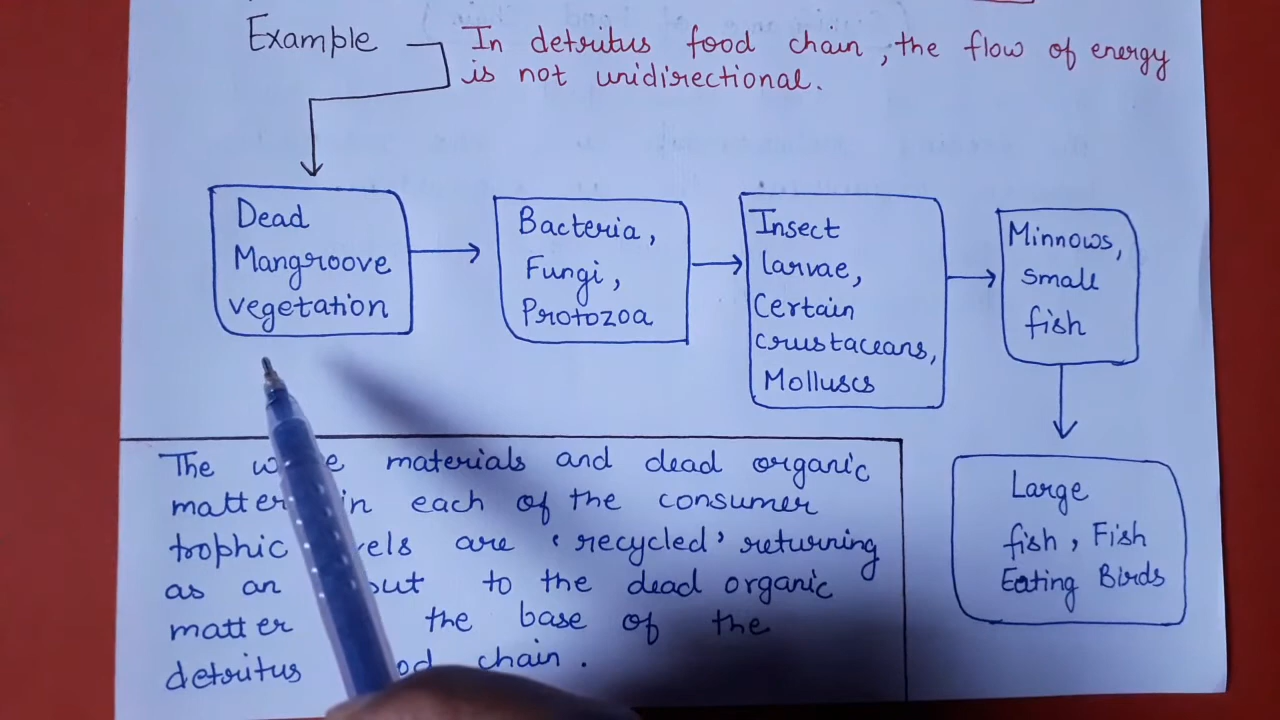 Example
In detritus food chain, the flow of energy
is not unidirectional.
Dead
Mangroove
vegetation
Bacteria,
Fungi,
Protozoa
Insect
larvae,
Certain
crustaceans,
Molluscs
Minnows,
small
fish
Large
fish, Fish
Eating Birds
The materials and dead organic
matter in each of the consumer
trophic are 'recycled' returning
as an to the dead organic
matter the base of the
detritus chain.